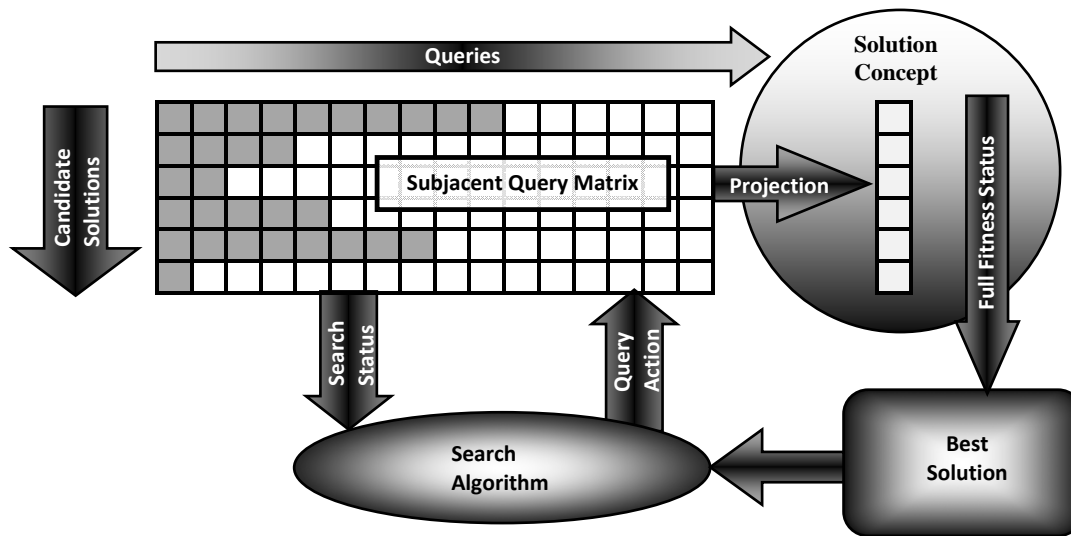 Queries
Solution
Concept
Candidate
Solutions
Subjacent Query Matrix
Projection
Full Fitness Status
Search
Status
Query
Action
Search
Algorithm
Best
Solution